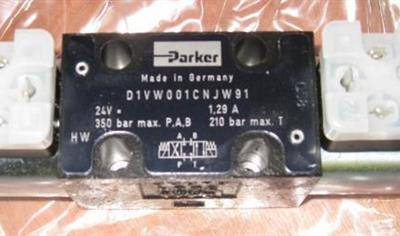 Parker
Made in Germany
D1VW001CNJW91
24V = 1,29 A
350 bar max. P,A,B 210 bar max. T
HW
A B